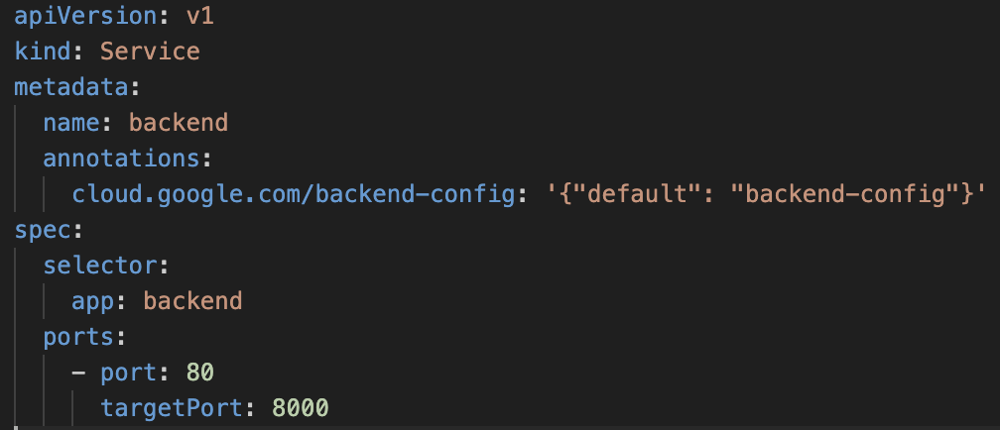 apiVersion: v1
kind: Service
metadata:
  name: backend
  annotations:
    cloud.google.com/backend-config: '{"default": "backend-config"}'
spec:
  selector:
    app: backend
  ports:
    - port: 80
      targetPort: 8000